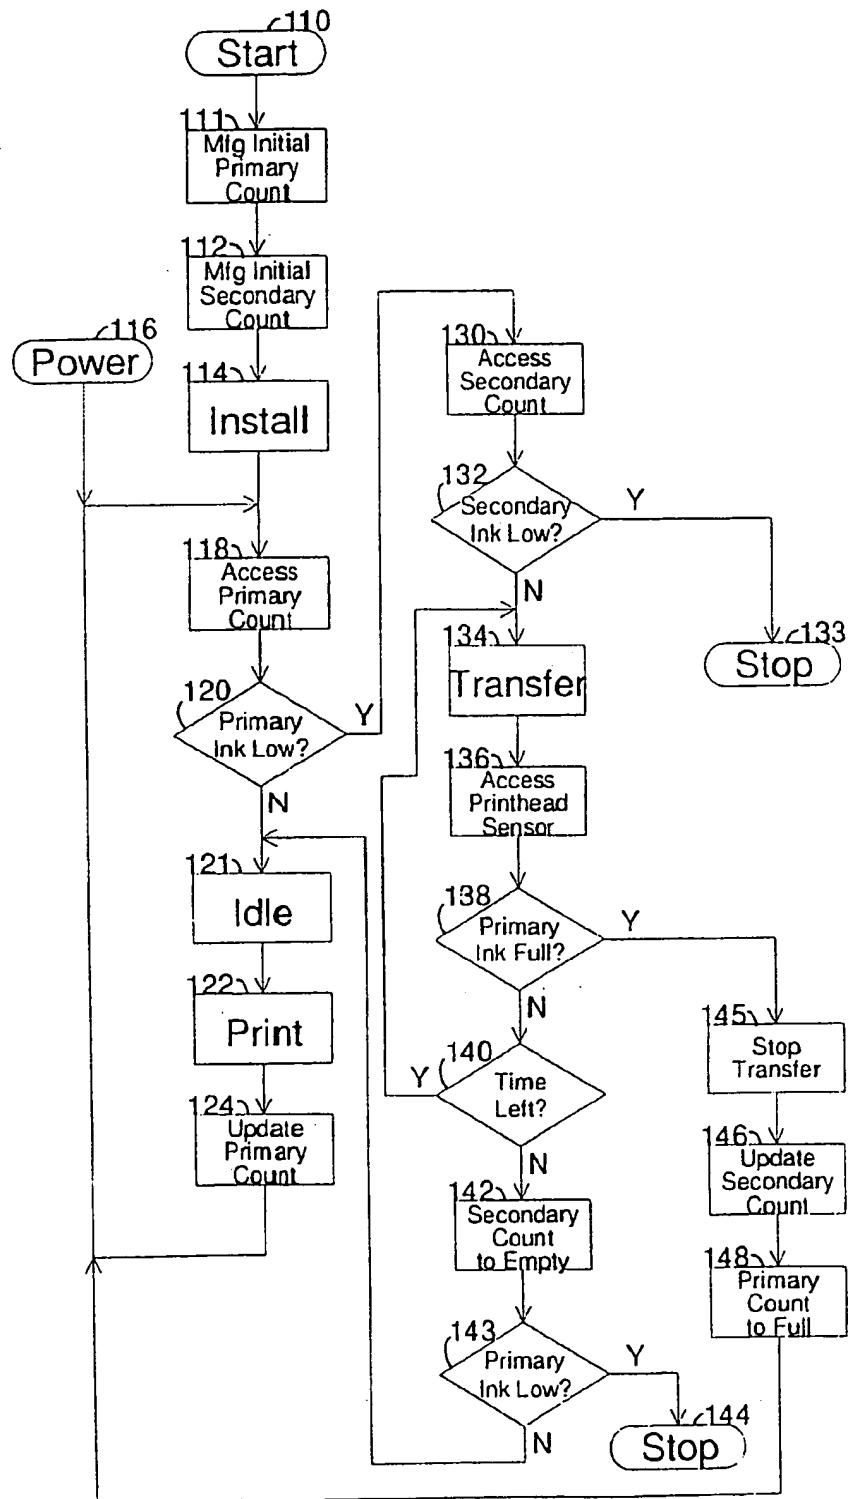 110
Start
111
Mfg Initial
Primary
Count
112
Mfg Initial
Secondary
Count
116
Power
114
Install
118
Access
Primary
Count
120
Primary
Ink Low?
Y
N
121
Idle
122
Print
124
Update
Primary
Count
130
Access
Secondary
Count
132
Secondary
Ink Low?
Y
N
133
Stop
134
Transfer
136
Access
Printhead
Sensor
138
Primary
Ink Full?
Y
N
140
Time
Left?
Y
N
142
Secondary
Count
to Empty
143
Primary
Ink Low?
Y
N
144
Stop
145
Stop
Transfer
146
Update
Secondary
Count
148
Primary
Count
to Full